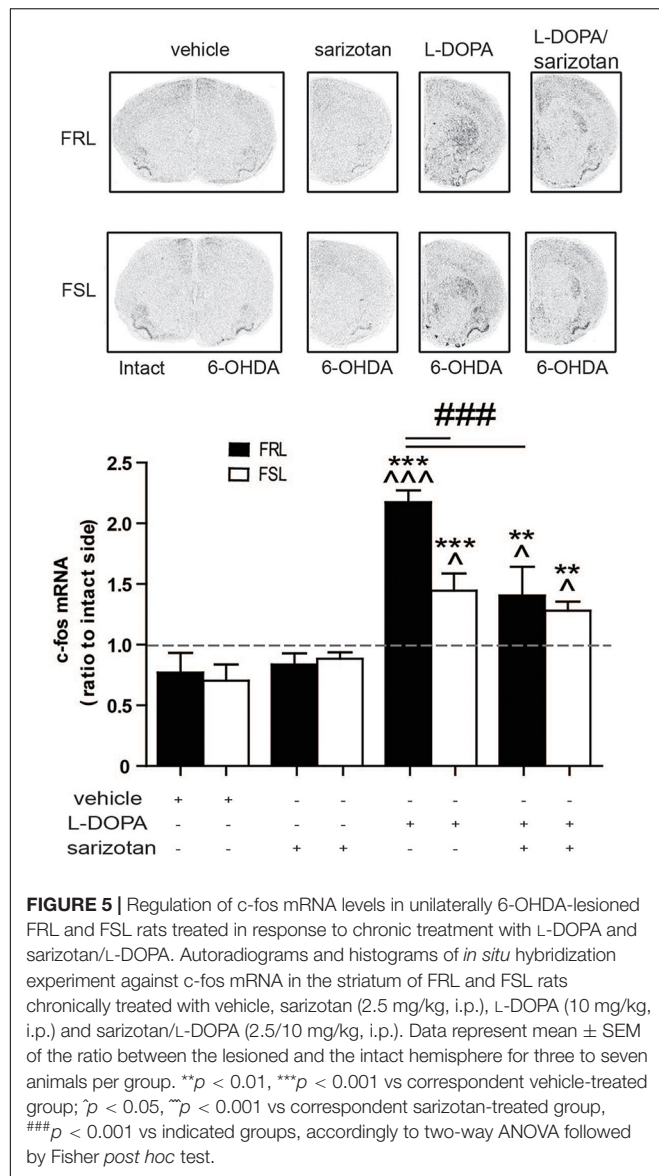 vehicle sarizotan L-DOPA L-DOPA/
sarizotan
FRL
FSL
Intact 6-OHDA 6-OHDA 6-OHDA 6-OHDA
###
FRL
FSL
2.5
2.0
1.5
1.0
0.5
0
c-fos mRNA
(ratio to intact side)
***
^^^
***
^
**
^
**
^
vehicle + + - - - - - -
L-DOPA - - - - + + + +
sarizotan - - + + - - + +
FIGURE 5 | Regulation of c-fos mRNA levels in unilaterally 6-OHDA-lesioned
FRL and FSL rats treated in response to chronic treatment with L-DOPA and
sarizotan/L-DOPA. Autoradiograms and histograms of in situ hybridization
experiment against c-fos mRNA in the striatum of FRL and FSL rats
chronically treated with vehicle, sarizotan (2.5 mg/kg, i.p.), L-DOPA (10 mg/kg,
i.p.) and sarizotan/L-DOPA (2.5/10 mg/kg, i.p.). Data represent mean ± SEM
of the ratio between the lesioned and the intact hemisphere for three to seven
animals per group. **p < 0.01, ***p < 0.001 vs correspondent vehicle-treated
group; ^p < 0.05, ^^^p < 0.001 vs correspondent sarizotan-treated group,
###p < 0.001 vs indicated groups, accordingly to two-way ANOVA followed
by Fisher post hoc test.